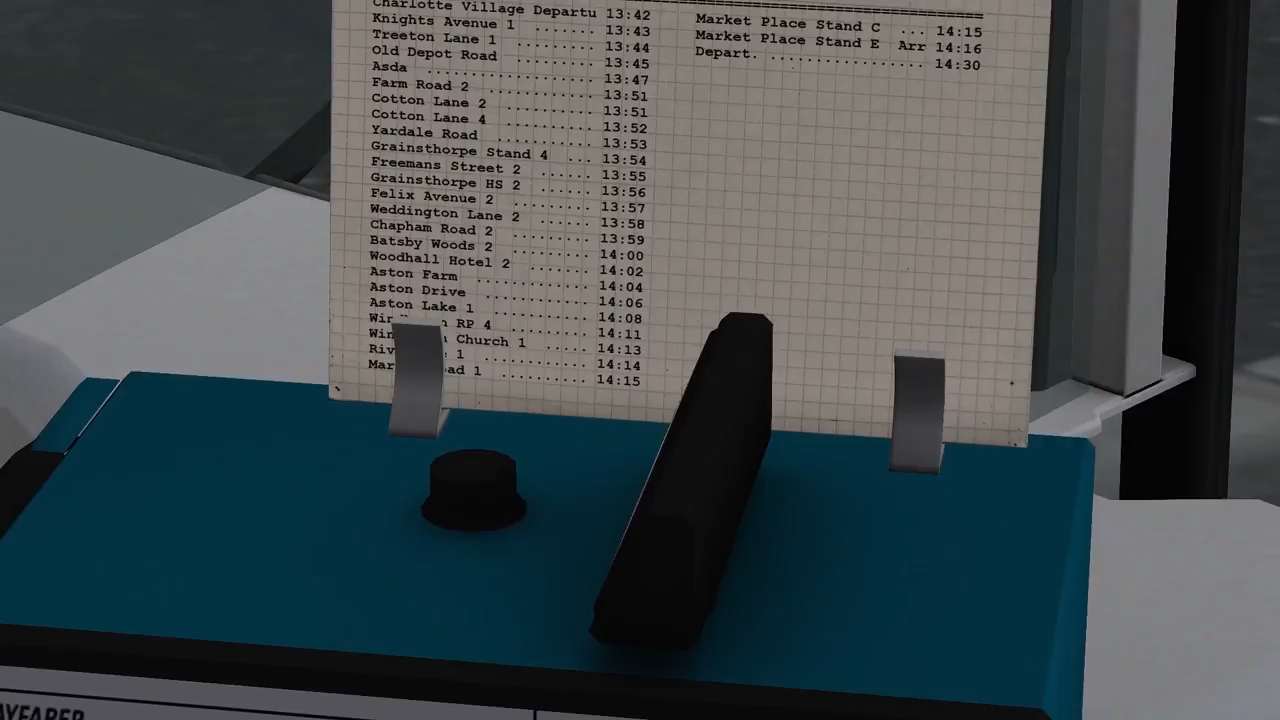 Charlotte Village Departu 13:42
Knights Avenue 1 ....... 13:43
Treeton Lane 1 ......... 13:44
Old Depot Road ......... 13:45
Asda ................... 13:47
Farm Road 2 ............ 13:51
Cotton Lane 2 .......... 13:51
Cotton Lane 4 .......... 13:52
Yardale Road ........... 13:53
Grainsthorpe Stand 4 ... 13:54
Freemans Street 2 ...... 13:55
Grainsthorpe HS 2 ...... 13:56
Felix Avenue 2 ......... 13:57
Weddington Lane 2 ...... 13:58
Chapham Road 2 ......... 13:59
Batsby Woods 2 ......... 14:00
Woodhall Hotel 2 ....... 14:02
Aston Farm ............. 14:04
Aston Drive ............ 14:06
Aston Lake 1 ........... 14:08
RP 4 ........ 14:11
Church 1 ..... 14:13
1 ........... 14:14
1 .......... 14:15
Market Place Stand C ... 14:15
Market Place Stand E Arr 14:16
Depart. ................ 14:30